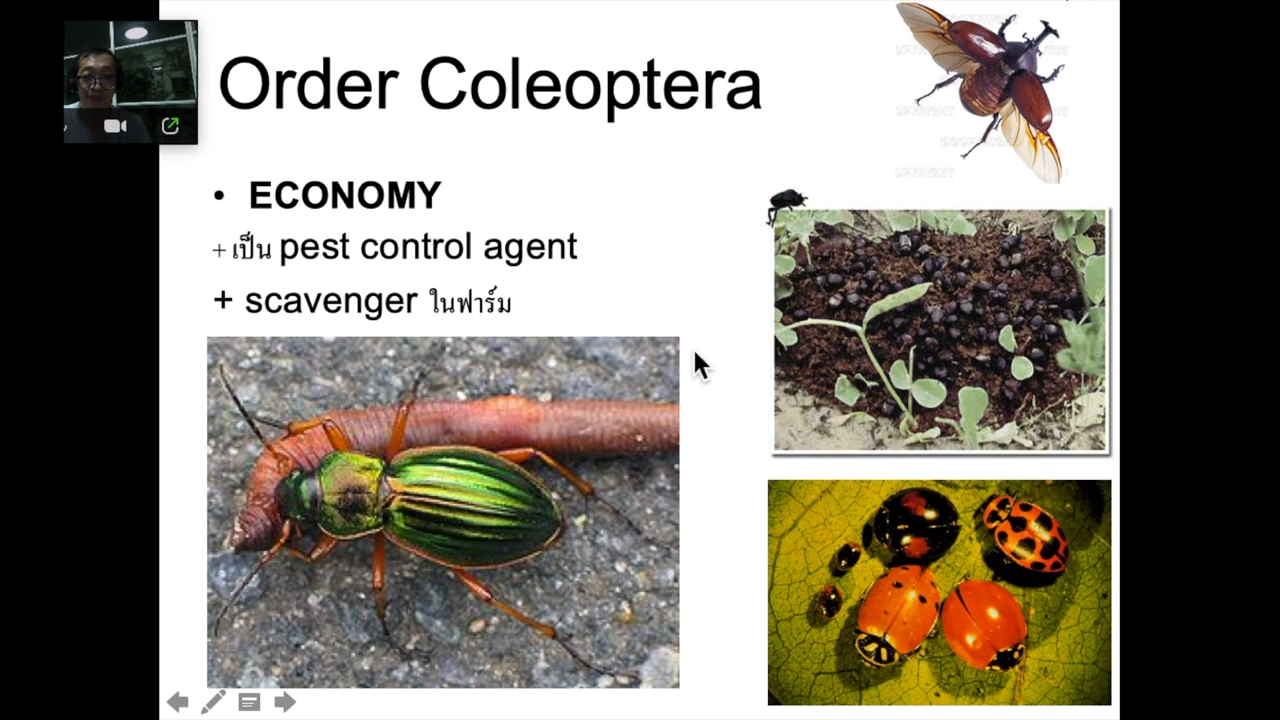 Order Coleoptera
• ECONOMY
+ เป็น pest control agent
+ scavenger ในฟาร์ม